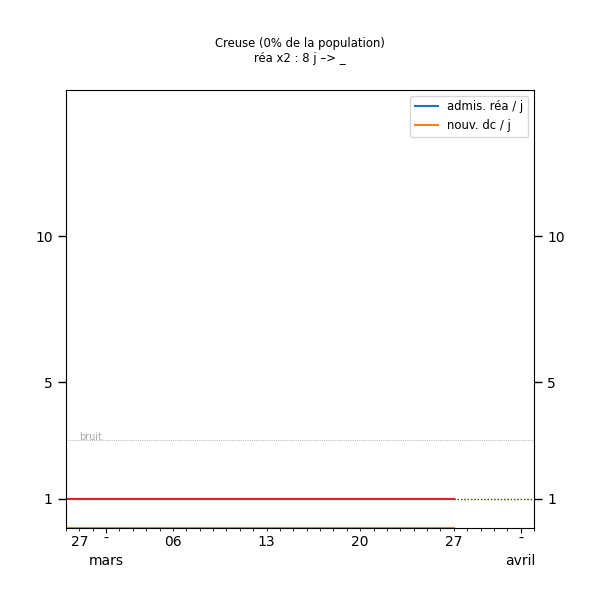 Creuse (0% de la population)
réa x2 : 8 j –> _
admis. réa / j
nouv. dc / j
10 10
5 5
bruit
1 1
27 - 06 13 20 27 -
mars avril